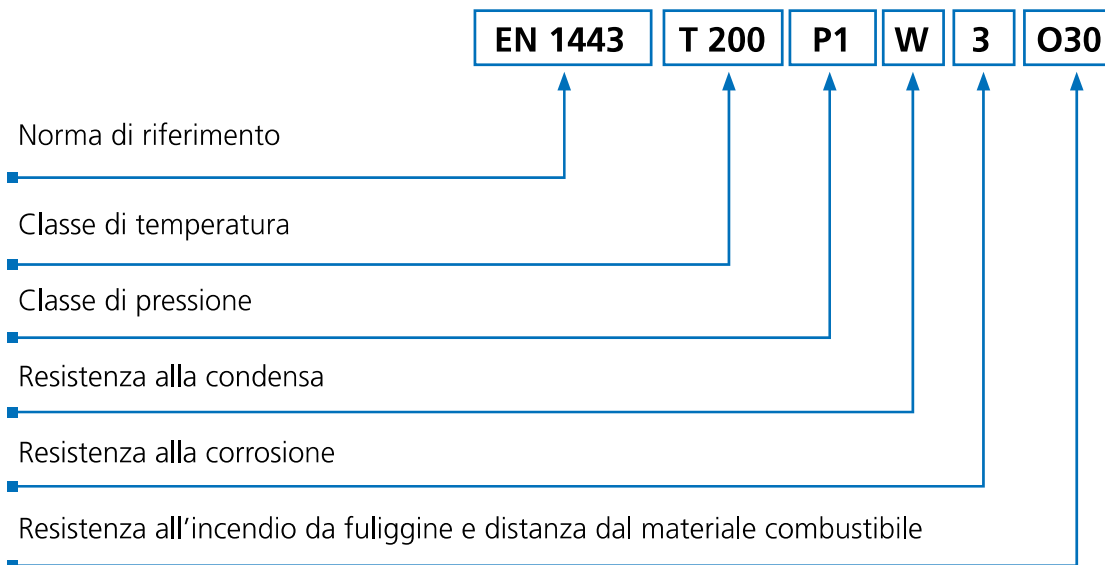 EN 1443 T 200 P1 W 3 O30
Norma di riferimento
Classe di temperatura
Classe di pressione
Resistenza alla condensa
Resistenza alla corrosione
Resistenza all'incendio da fuliggine e distanza dal materiale combustibile